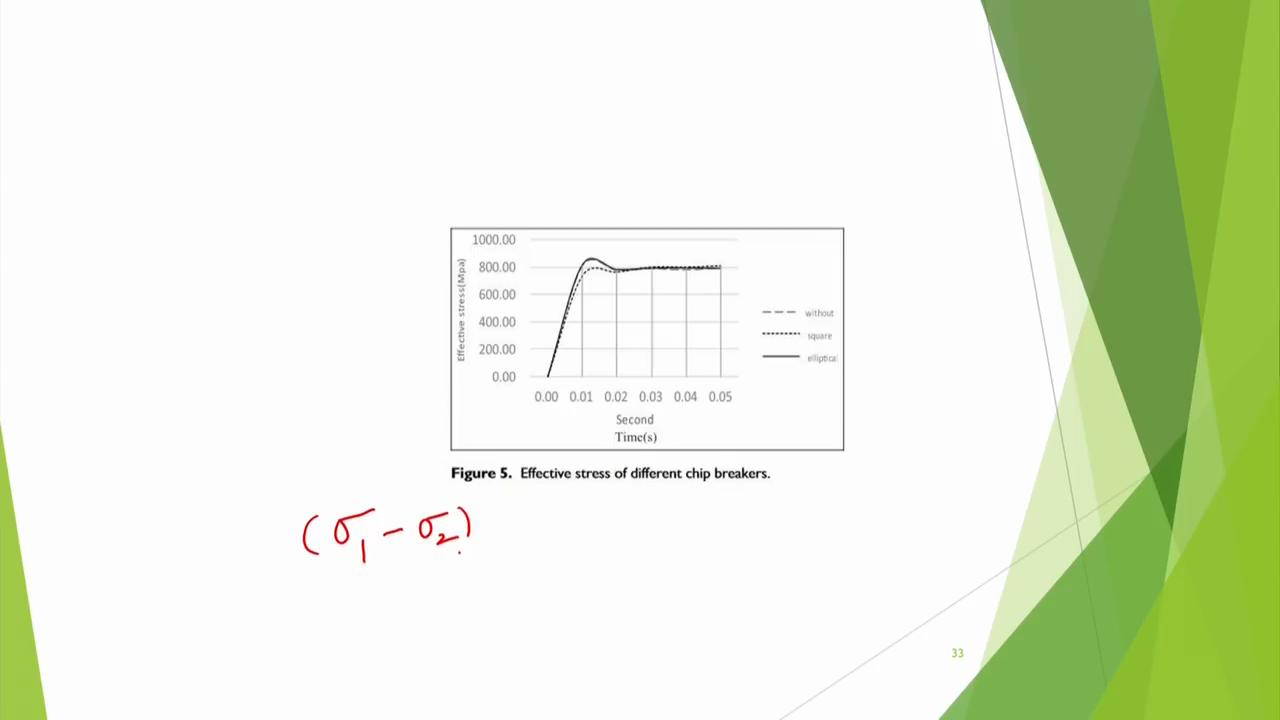 1000.00
800.00
600.00
400.00
200.00
0.00
Effective stress(Mpa)
0.00 0.01 0.02 0.03 0.04 0.05
Second
Time(s)
without
square
elliptical
Figure 5. Effective stress of different chip breakers.
(σ1 − σ2)
33